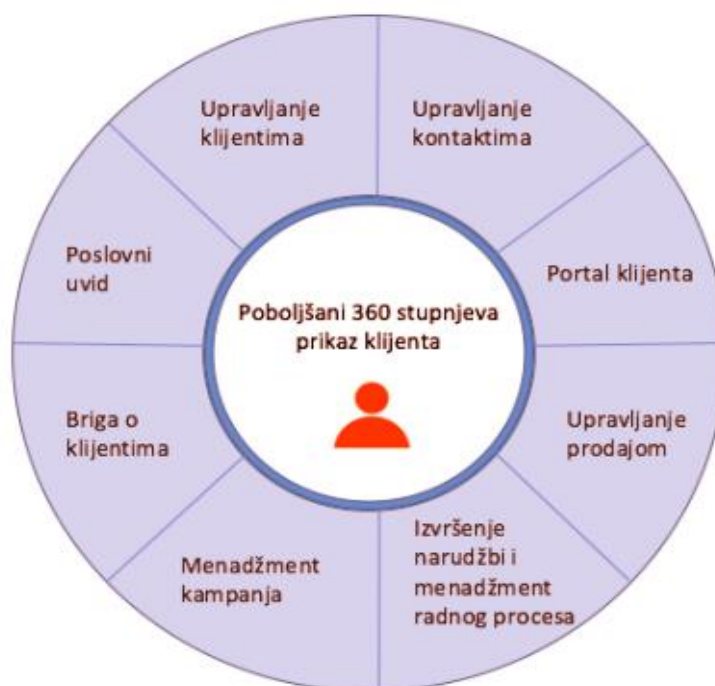 Upravljanje
klijentima
Upravljanje
kontaktima
Poslovni
uvid
Portal klijenta
Poboljšani 360 stupnjeva
prikaz klijenta
Briga o
klijentima
Upravljanje
prodajom
Menadžment
kampanja
Izvršenje
narudžbi i
menadžment
radnog procesa